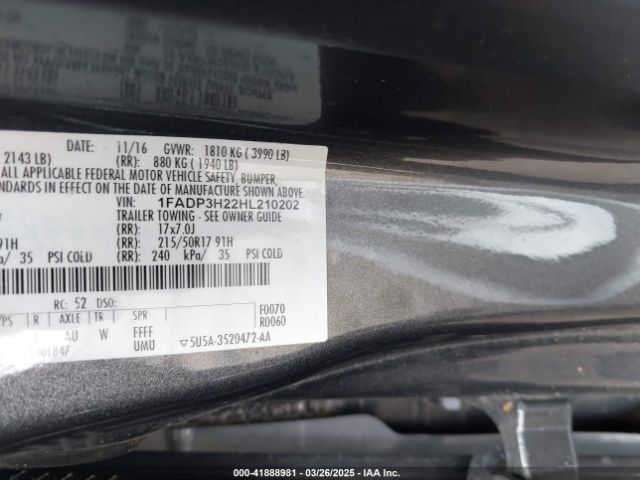 DATE: 11/16 GVWR: 1810 KG ( 3990 LB)
2143 LB) (RR): 880 KG ( 1940 LB)
ALL APPLICABLE FEDERAL MOTOR VEHICLE SAFETY, BUMPER,
STANDARDS IN EFFECT ON THE DATE OF MANUFACTURE SHOWN ABOVE.
VIN: 1FADP3H22HL210202
TRAILER TOWING - SEE OWNER GUIDE
(RR): 17x7.0J
91H (RR): 215/50R17 91H
/ 35 PSI COLD (RR): 240 kPa/ 35 PSI COLD
RC: 52 DSO:
/PS R AXLE TR SPR F0070
R0060
AU W FFFF
UMU ▽5U5A-3520472-AA
000-41888981 | 03/26/2025 | IAA Inc.